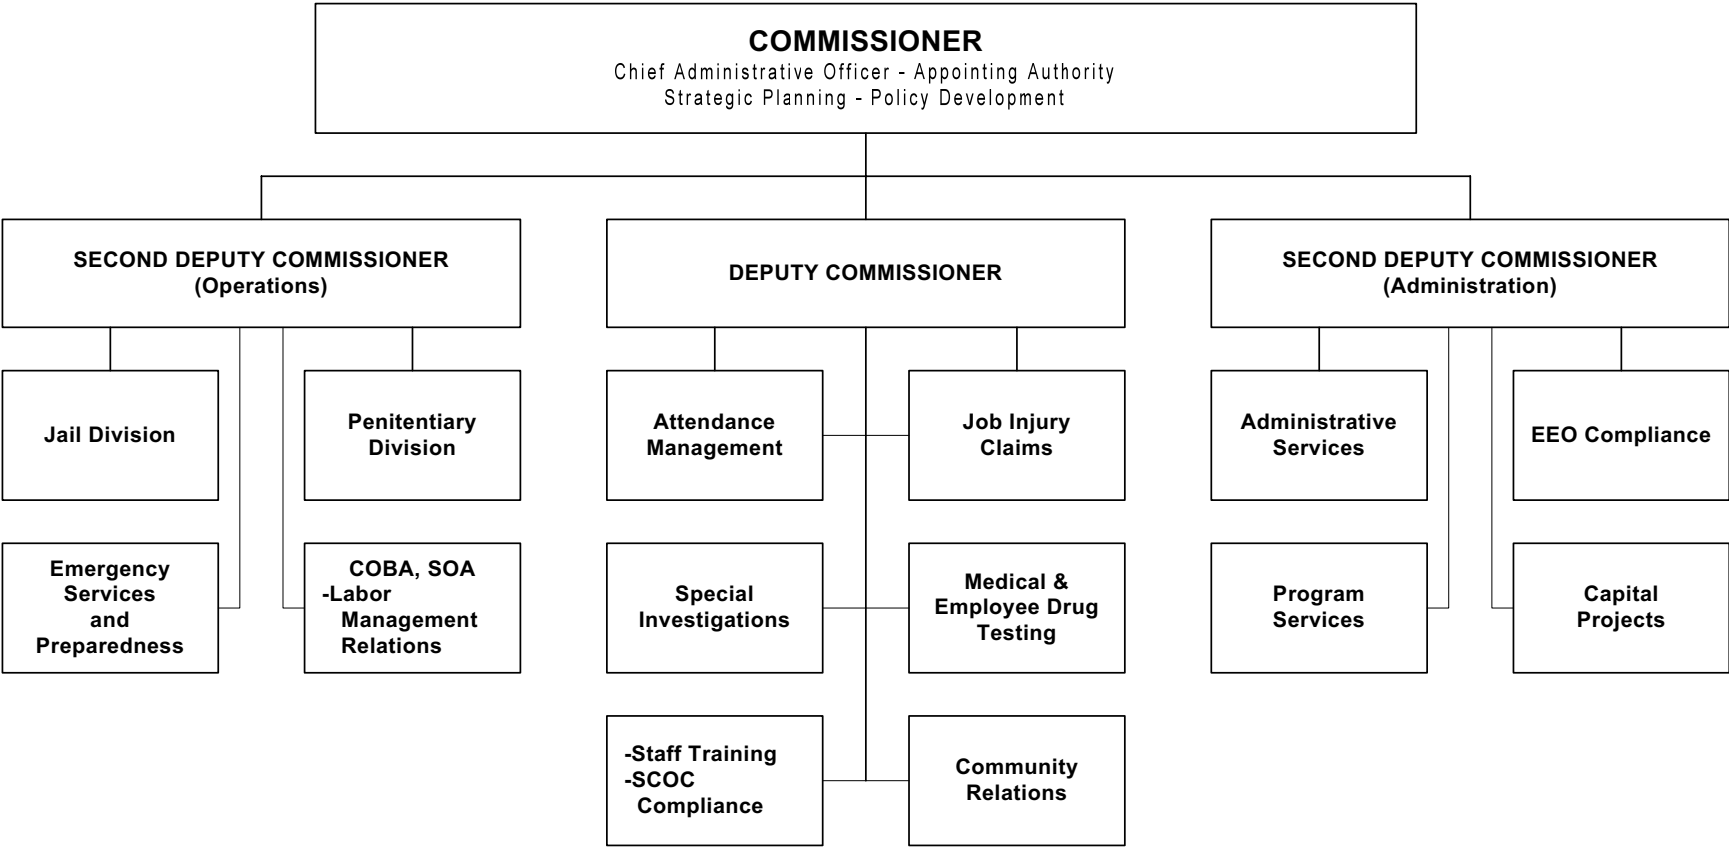 COMMISSIONER
Chief Administrative Officer - Appointing Authority
Strategic Planning - Policy Development
SECOND DEPUTY COMMISSIONER
(Operations)
DEPUTY COMMISSIONER
SECOND DEPUTY COMMISSIONER
(Administration)
Jail Division
Penitentiary
Division
Attendance
Management
Job Injury
Claims
Administrative
Services
EEO Compliance
Emergency
Services
and
Preparedness
COBA, SOA
-Labor
Management
Relations
Special
Investigations
Medical &
Employee Drug
Testing
Program
Services
Capital
Projects
-Staff Training
-SCOC
Compliance
Community
Relations